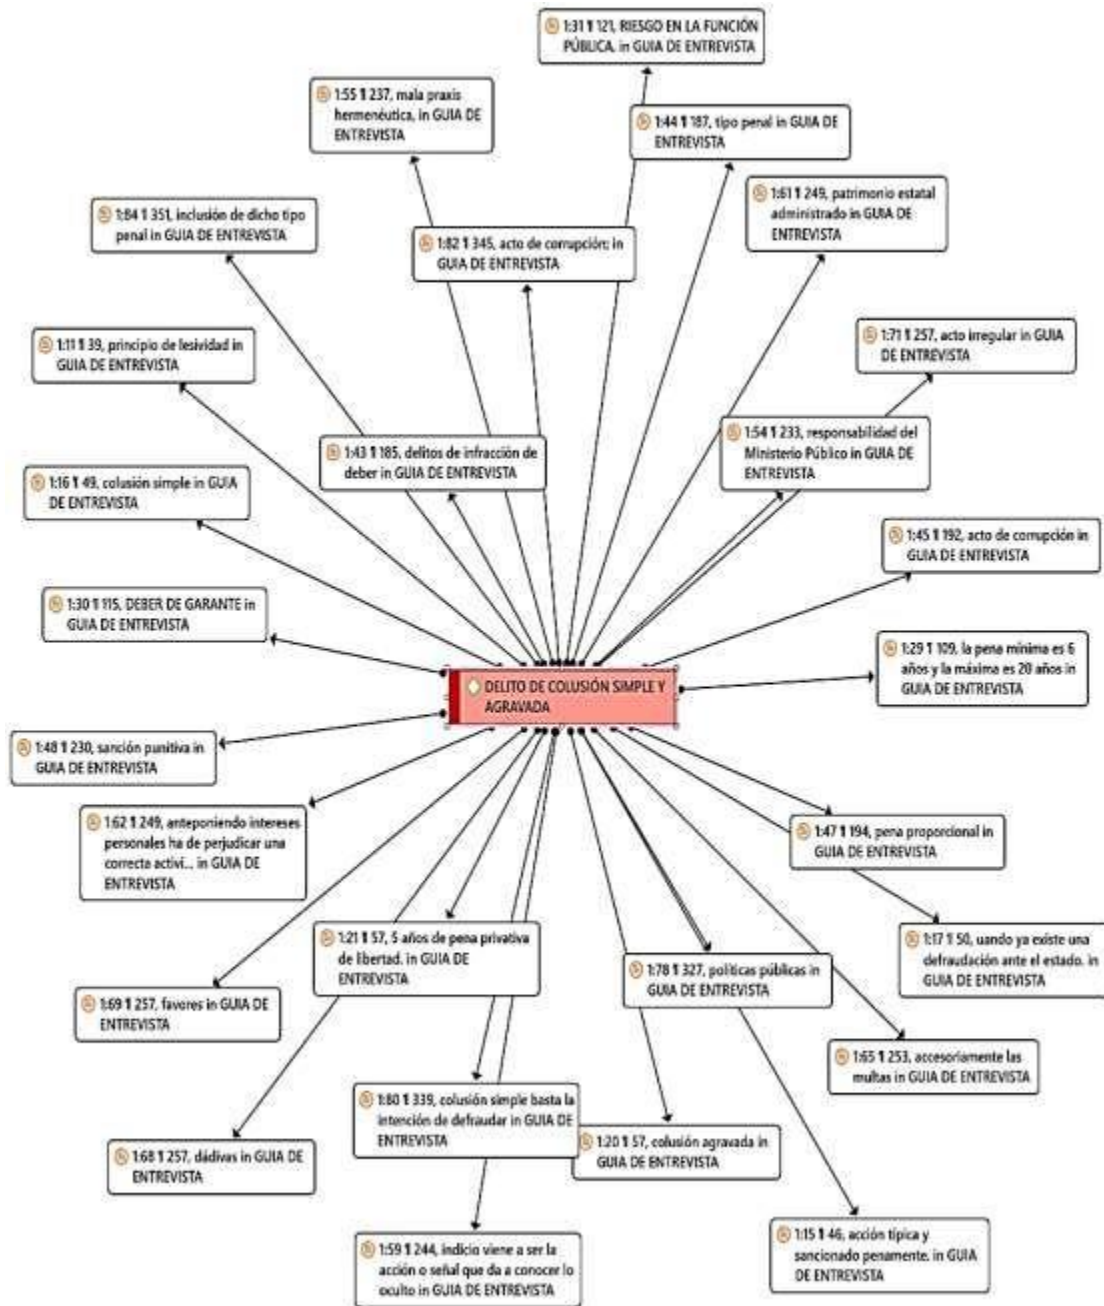 1:31 ¶ 121, RIESGO EN LA FUNCIÓN
PÚBLICA. in GUIA DE ENTREVISTA
1:55 ¶ 237, mala praxis
hermenéutica, in GUIA DE
ENTREVISTA
1:44 ¶ 187, tipo penal in GUIA DE
ENTREVISTA
1:61 ¶ 249, patrimonio estatal
administrado in GUIA DE
ENTREVISTA
1:84 ¶ 351, inclusión de dicho tipo
penal in GUIA DE ENTREVISTA
1:82 ¶ 345, acto de corrupción; in
GUIA DE ENTREVISTA
1:11 ¶ 39, principio de lesividad in
GUIA DE ENTREVISTA
1:71 ¶ 257, acto irregular in GUIA
DE ENTREVISTA
1:43 ¶ 185, delitos de infracción de
deber in GUIA DE ENTREVISTA
1:54 ¶ 233, responsabilidad del
Ministerio Público in GUIA DE
ENTREVISTA
1:16 ¶ 49, colusión simple in GUIA
DE ENTREVISTA
1:45 ¶ 192, acto de corrupción in
GUIA DE ENTREVISTA
1:30 ¶ 115, DEBER DE GARANTE in
GUIA DE ENTREVISTA
1:29 ¶ 109, la pena mínima es 6
años y la máxima es 20 años in
GUIA DE ENTREVISTA
DELITO DE COLUSIÓN SIMPLE Y
AGRAVADA
1:48 ¶ 230, sanción punitiva in
GUIA DE ENTREVISTA
1:62 ¶ 249, anteponiendo intereses
personales ha de perjudicar una
correcta activi... in GUIA DE
ENTREVISTA
1:47 ¶ 194, pena proporcional in
GUIA DE ENTREVISTA
1:21 ¶ 57, 5 años de pena privativa
de libertad. in GUIA DE
ENTREVISTA
1:17 ¶ 50, uando ya existe una
defraudación ante el estado. in
GUIA DE ENTREVISTA
1:78 ¶ 327, políticas públicas in
GUIA DE ENTREVISTA
1:69 ¶ 257, favores in GUIA DE
ENTREVISTA
1:65 ¶ 253, accesoriamente las
multas in GUIA DE ENTREVISTA
1:80 ¶ 339, colusión simple basta la
intención de defraudar in GUIA DE
ENTREVISTA
1:20 ¶ 57, colusión agravada in
GUIA DE ENTREVISTA
1:68 ¶ 257, dádivas in GUIA DE
ENTREVISTA
1:15 ¶ 46, acción típica y
sancionado penamente. in GUIA
DE ENTREVISTA
1:59 ¶ 244, indicio viene a ser la
acción o señal que da a conocer lo
oculto in GUIA DE ENTREVISTA